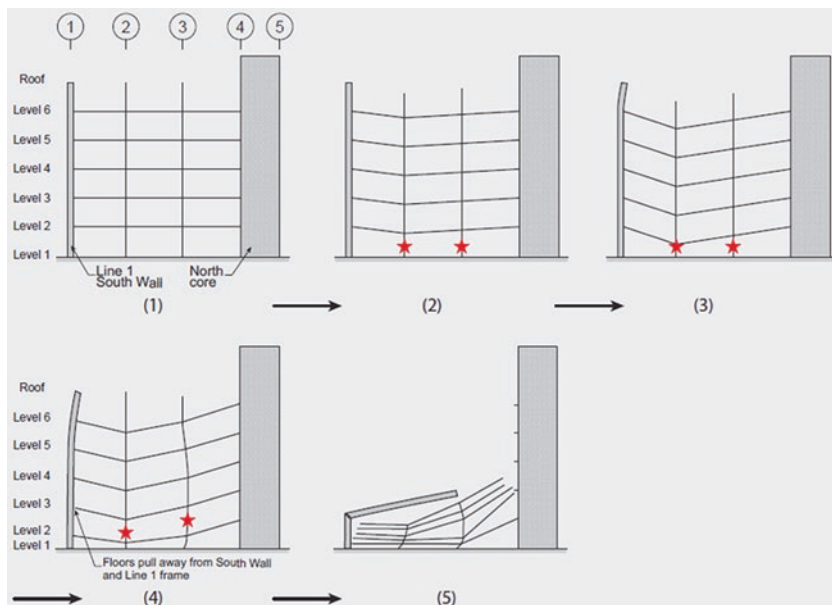 1 2 3 4 5
Roof
Level 6
Level 5
Level 4
Level 3
Level 2
Level 1
Line 1
South Wall
North
core
(1)
(2)
(3)
Roof
Level 6
Level 5
Level 4
Level 3
Level 2
Level 1
Floors pull away from South Wall
and Line 1 frame
(4)
(5)